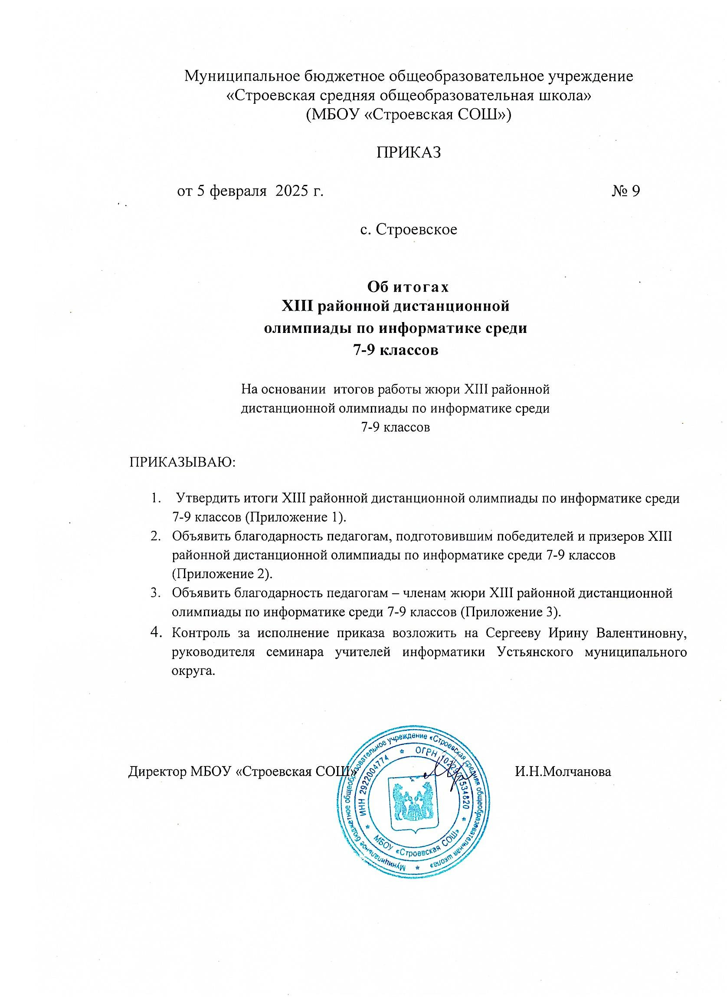 Муниципальное бюджетное общеобразовательное учреждение
«Строевская средняя общеобразовательная школа»
(МБОУ «Строевская СОШ»)
ПРИКАЗ
от 5 февраля 2025 г. № 9
с. Строевское
Об итогах
XIII районной дистанционной
олимпиады по информатике среди
7-9 классов
На основании итогов работы жюри XIII районной
дистанционной олимпиады по информатике среди
7-9 классов
ПРИКАЗЫВАЮ:
1. Утвердить итоги XIII районной дистанционной олимпиады по информатике среди
7-9 классов (Приложение 1).
2. Объявить благодарность педагогам, подготовившим победителей и призеров XIII
районной дистанционной олимпиады по информатике среди 7-9 классов
(Приложение 2).
3. Объявить благодарность педагогам – членам жюри XIII районной дистанционной
олимпиады по информатике среди 7-9 классов (Приложение 3).
4. Контроль за исполнение приказа возложить на Сергееву Ирину Валентиновну,
руководителя семинара учителей информатики Устьянского муниципального
округа.
Директор МБОУ «Строевская СОШ» И.Н.Молчанова
Муниципальное бюджетное общеобразовательное учреждение «Строевская средняя общеобразовательная школа» *
* ИНН 2922004774 * ОГРН 1022901534820 *
МБОУ «Строевская СОШ»